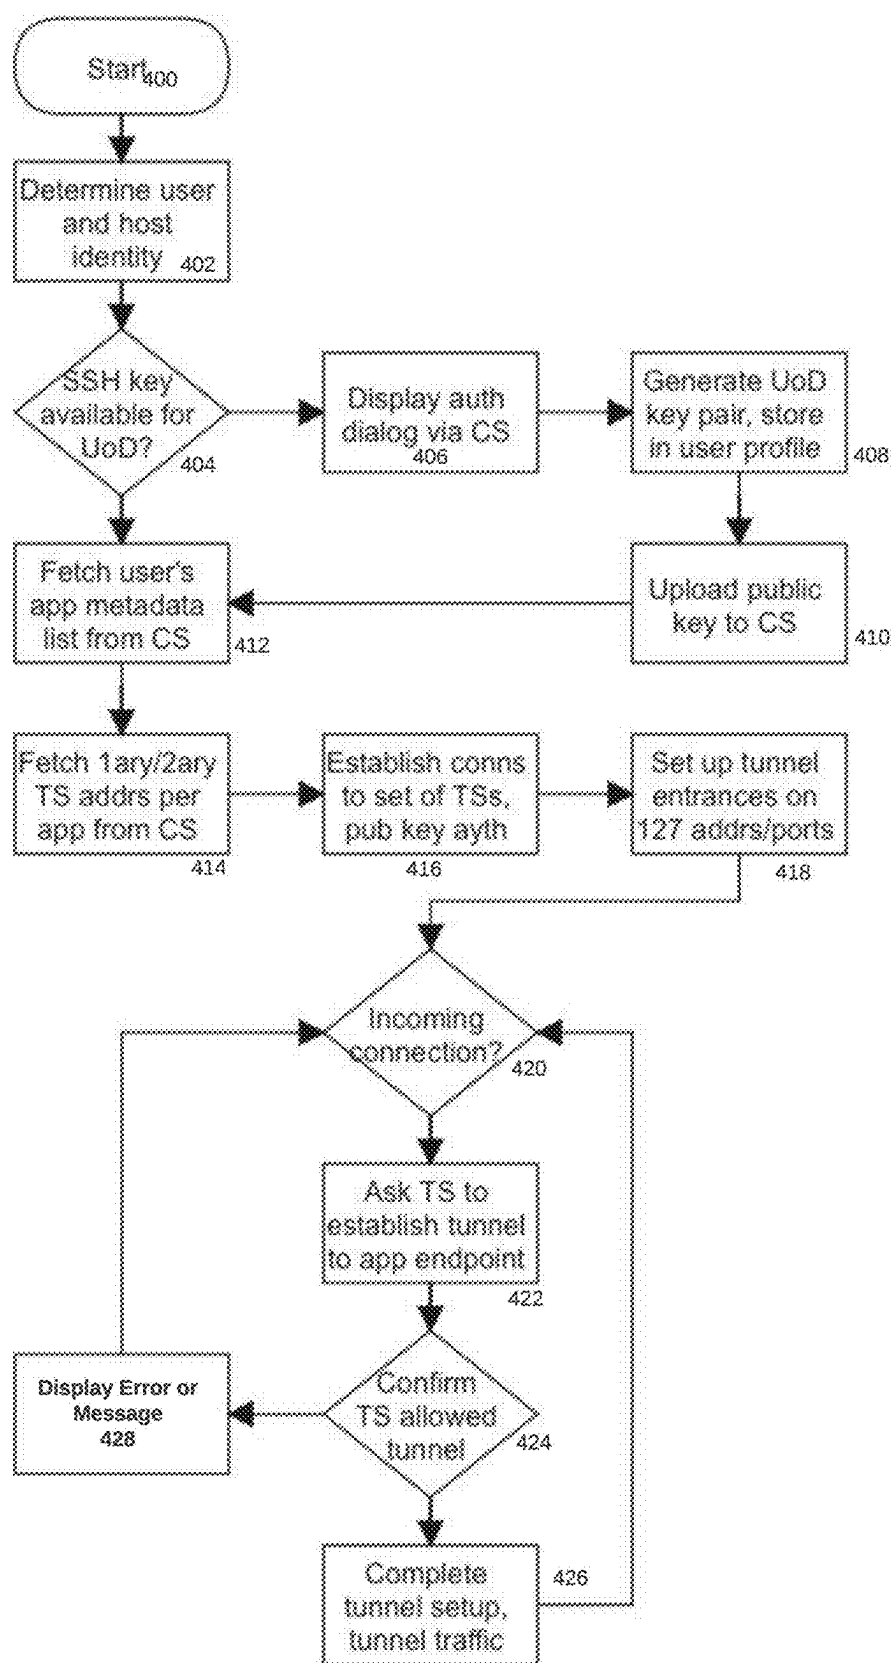 Start
400
Determine user
and host
identity
402
SSH key
available for
UoD?
404
Display auth
dialog via CS
406
Generate UoD
key pair, store
in user profile
408
Fetch user's
app metadata
list from CS
412
Upload public
key to CS
410
Fetch 1ary/2ary
TS addrs per
app from CS
414
Establish conns
to set of TSs,
pub key ayth
416
Set up tunnel
entrances on
127 addrs/ports
418
Incoming
connection?
420
Ask TS to
establish tunnel
to app endpoint
422
Display Error or
Message
428
Confirm
TS allowed
tunnel
424
Complete
tunnel setup,
tunnel traffic
426